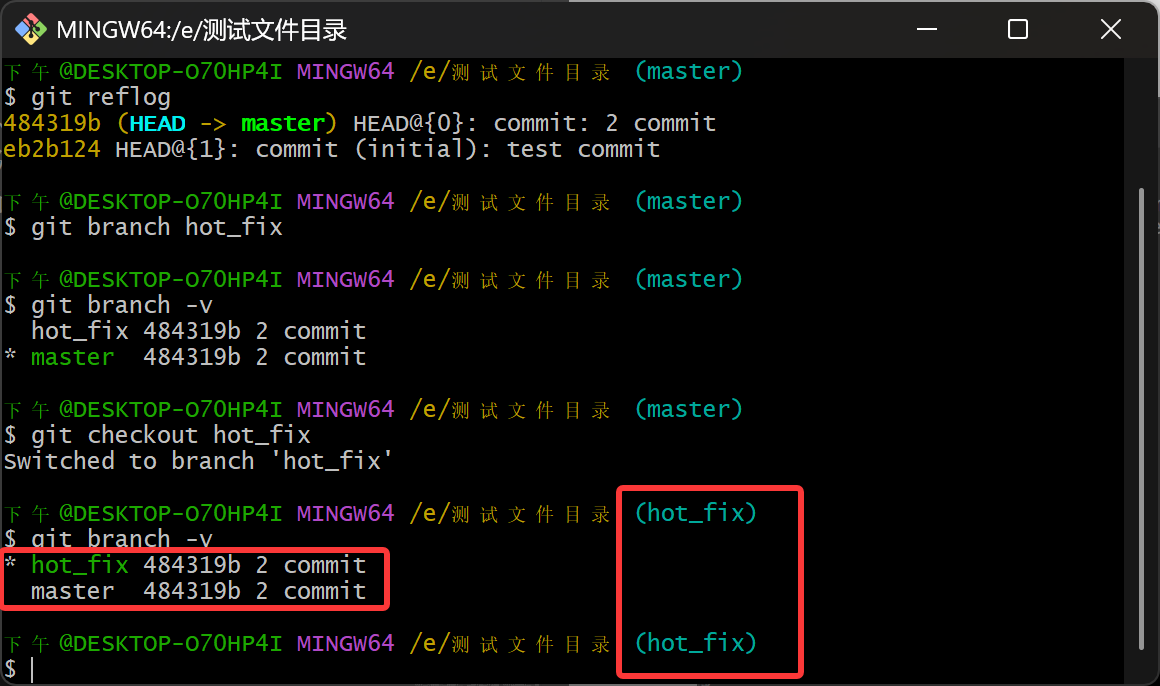 MINGW64:/e/测试文件目录
下午@DESKTOP-O7OHP4I MINGW64 /e/测试文件目录 (master)
$ git reflog
484319b (HEAD -> master) HEAD@{0}: commit: 2 commit
eb2b124 HEAD@{1}: commit (initial): test commit
下午@DESKTOP-O7OHP4I MINGW64 /e/测试文件目录 (master)
$ git branch hot_fix
下午@DESKTOP-O7OHP4I MINGW64 /e/测试文件目录 (master)
$ git branch -v
  hot_fix 484319b 2 commit
* master  484319b 2 commit
下午@DESKTOP-O7OHP4I MINGW64 /e/测试文件目录 (master)
$ git checkout hot_fix
Switched to branch 'hot_fix'
下午@DESKTOP-O7OHP4I MINGW64 /e/测试文件目录 (hot_fix)
$ git branch -v
* hot_fix 484319b 2 commit
  master  484319b 2 commit
下午@DESKTOP-O7OHP4I MINGW64 /e/测试文件目录 (hot_fix)
$